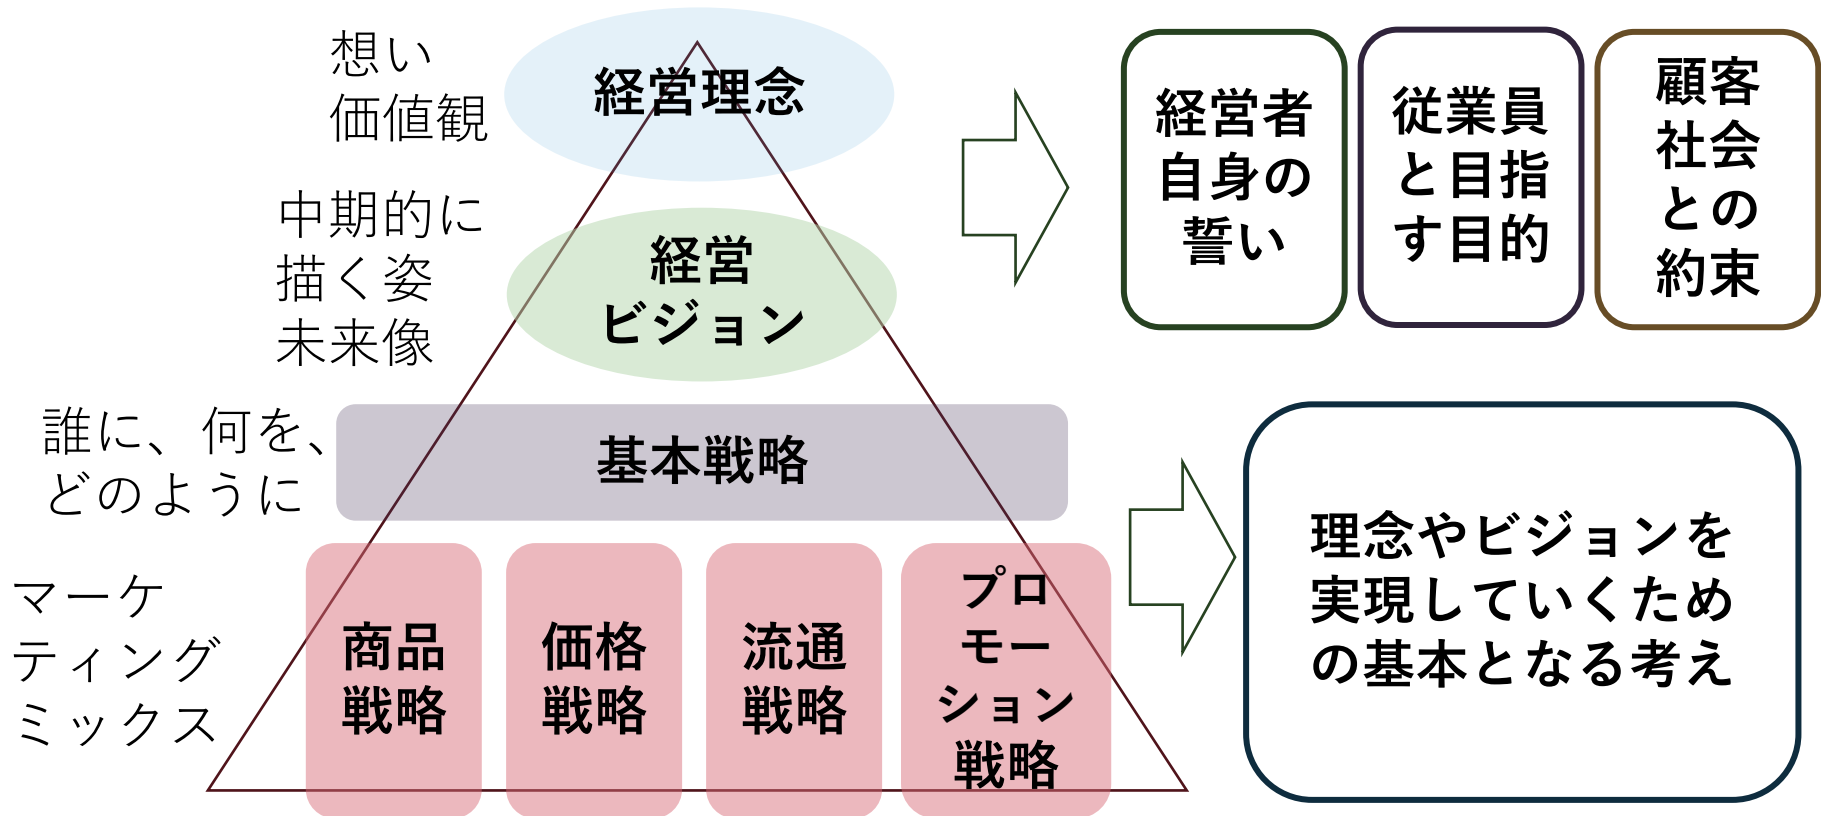 想い
価値観
経営理念
中期的に
描く姿
未来像
経営
ビジョン
誰に、何を、
どのように
基本戦略
マーケ
ティング
ミックス
商品
戦略
価格
戦略
流通
戦略
プロ
モー
ション
戦略
経営者
自身の
誓い
従業員
と目指
す目的
顧客
社会
との
約束
理念やビジョンを
実現していくため
の基本となる考え